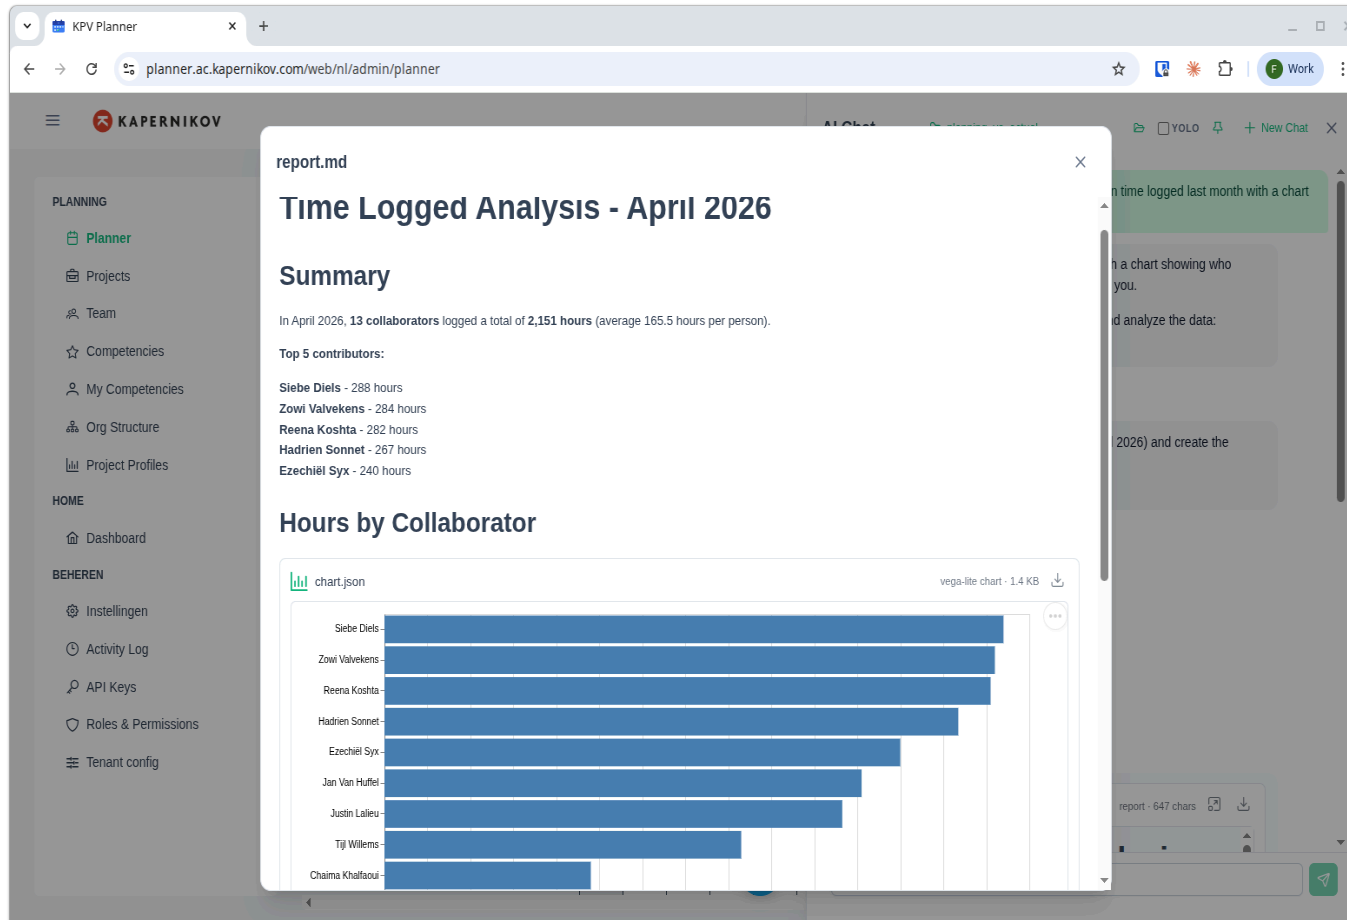 KPV Planner
planner.ac.kapernikov.com/web/nl/admin/planner
F Work
KAPERNIKOV
YOLO
New Chat
report.md
PLANNING
Planner
Projects
Team
Competencies
My Competencies
Org Structure
Project Profiles
HOME
Dashboard
BEHEREN
Instellingen
Activity Log
API Keys
Roles & Permissions
Tenant config
Time Logged Analysis - April 2026
Summary
In April 2026, 13 collaborators logged a total of 2,151 hours (average 165.5 hours per person).
Top 5 contributors:
Siebe Diels - 288 hours
Zowi Valvekens - 284 hours
Reena Koshta - 282 hours
Hadrien Sonnet - 267 hours
Ezechiël Syx - 240 hours
Hours by Collaborator
chart.json
vega-lite chart · 1.4 KB
Siebe Diels
Zowi Valvekens
Reena Koshta
Hadrien Sonnet
Ezechiël Syx
Jan Van Huffel
Justin Lalieu
Tijl Willems
Chaima Khalfaoui
n time logged last month with a chart
h a chart showing who
you.
d analyze the data:
2026) and create the
report · 647 chars